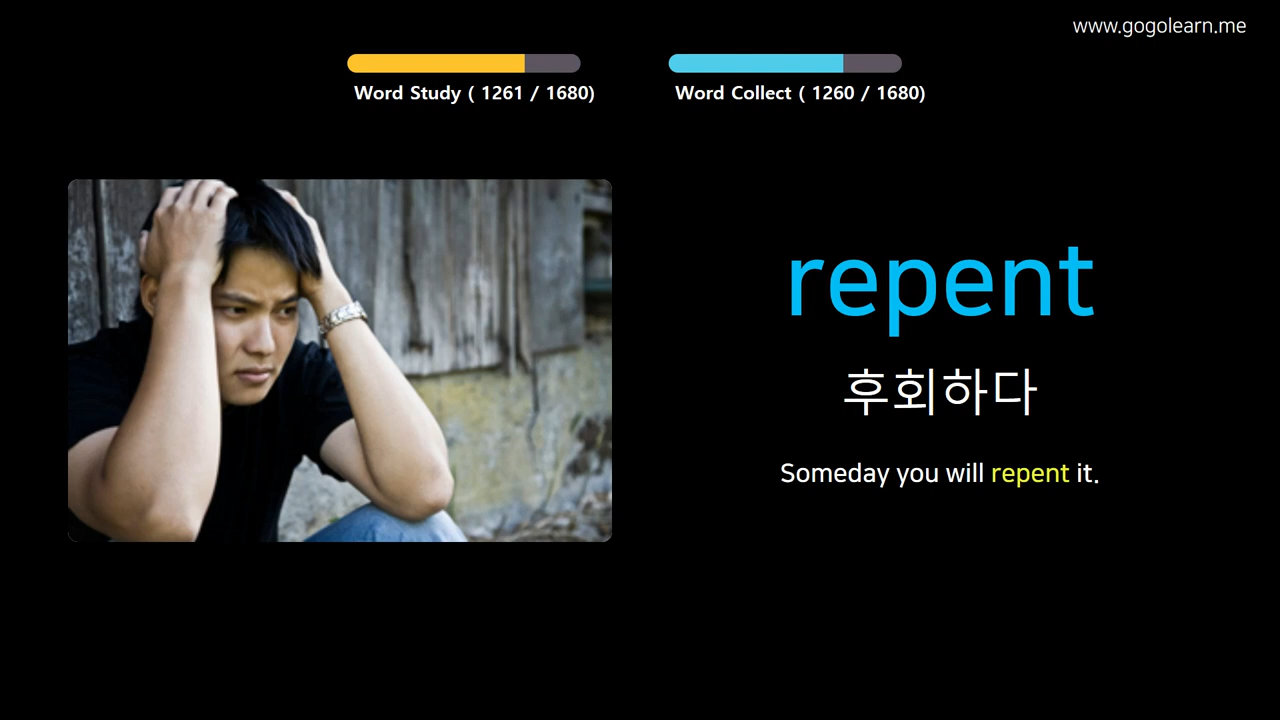 www.gogolearn.me
Word Study ( 1261 / 1680)
Word Collect ( 1260 / 1680)
repent
후회하다
Someday you will repent it.